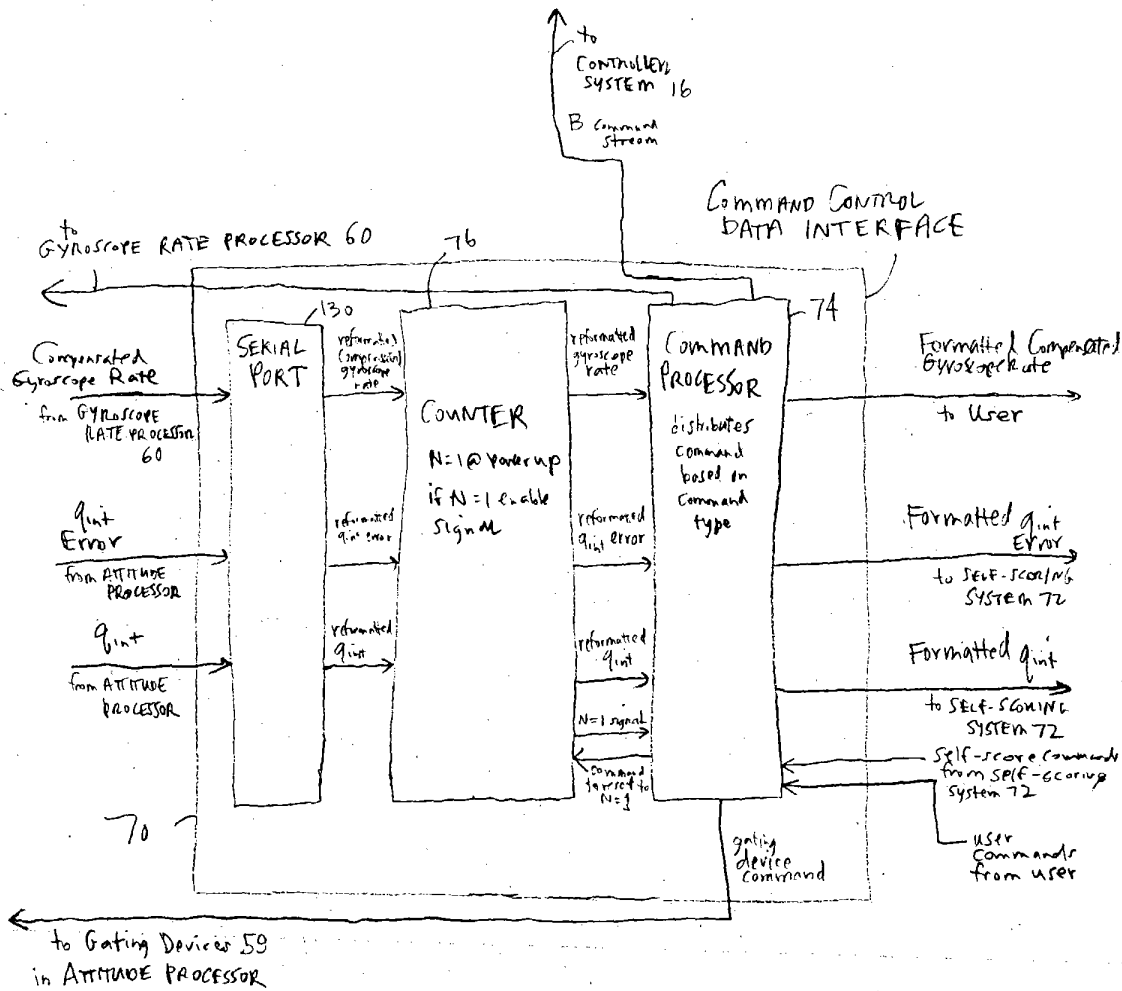 to
CONTROLLER
SYSTEM 16
B command
stream
COMMAND CONTROL
DATA INTERFACE
to
GYROSCOPE RATE PROCESSOR 60
76
130
74
SERIAL
PORT
Compensated
Gyroscope Rate
from GYROSCOPE
RATE PROCESSOR
60
qint
Error
from ATTITUDE
PROCESSOR
qint
from ATTITUDE
PROCESSOR
reformatted
gyroscope
rate
reformatted
qint error
reformatted
qint
COUNTER
N=1 @ power up
if N=1 enable
signal
reformatted
gyroscope
rate
reformatted
qint error
reformatted
qint
N=1 signal
command
to reset to
N=1
COMMAND
PROCESSOR
distributes
command
based on
command
type
Formatted Compensated
Gyroscope Rate
to User
Formatted qint
Error
to SELF-SCORING
SYSTEM 72
Formatted qint
to SELF-SCORING
SYSTEM 72
Self-score commands
from self-scoring
system 72
user
commands
from user
70
gating
device
command
to Gating Devices 59
in ATTITUDE PROCESSOR